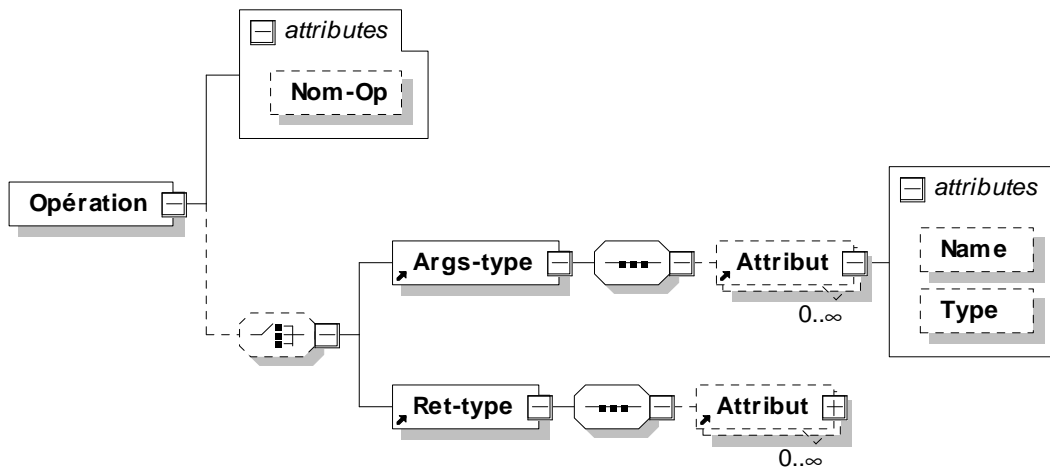 attributes
Nom-Op
Opération
attributes
Name
Type
Args-type
Attribut
0..∞
Ret-type
Attribut
0..∞